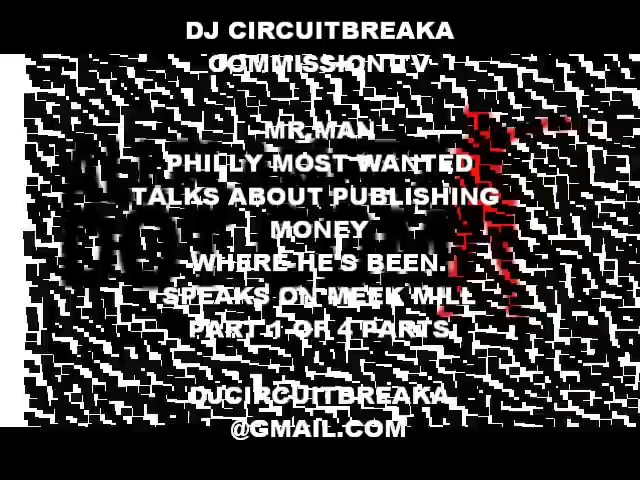 DJ CIRCUITBREAKA
COMMISSION TV
MR.MAN
PHILLY MOST WANTED
TALKS ABOUT PUBLISHING
MONEY
WHERE HE'S BEEN.
SPEAKS ON MEEK MILL
PART 1 OF 4 PARTS
DJCIRCUITBREAKA
@GMAIL.COM